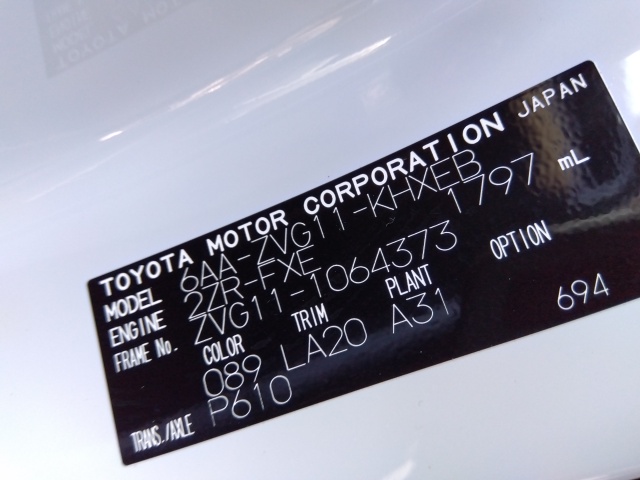 TOYOTA MOTOR CORPORATION JAPAN
MODEL 6AA-ZVG11-KHXEB
ENGINE 2ZR-FXE 1797 mL
FRAME No. ZVG11-1064373
COLOR TRIM PLANT OPTION
089 LA20 A31 694
TRANS./AXLE P610